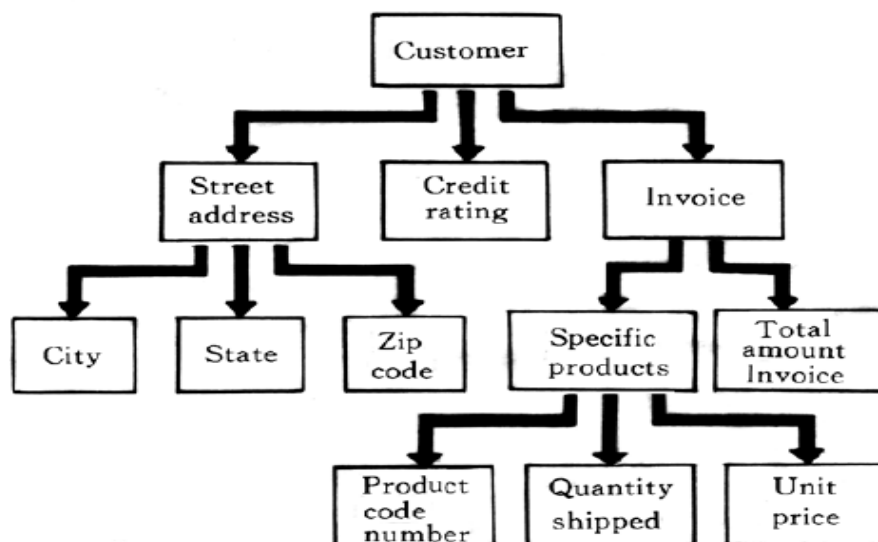 Customer
Street
address
Credit
rating
Invoice
City
State
Zip
code
Specific
products
Total
amount
Invoice
Product
code
number
Quantity
shipped
Unit
price